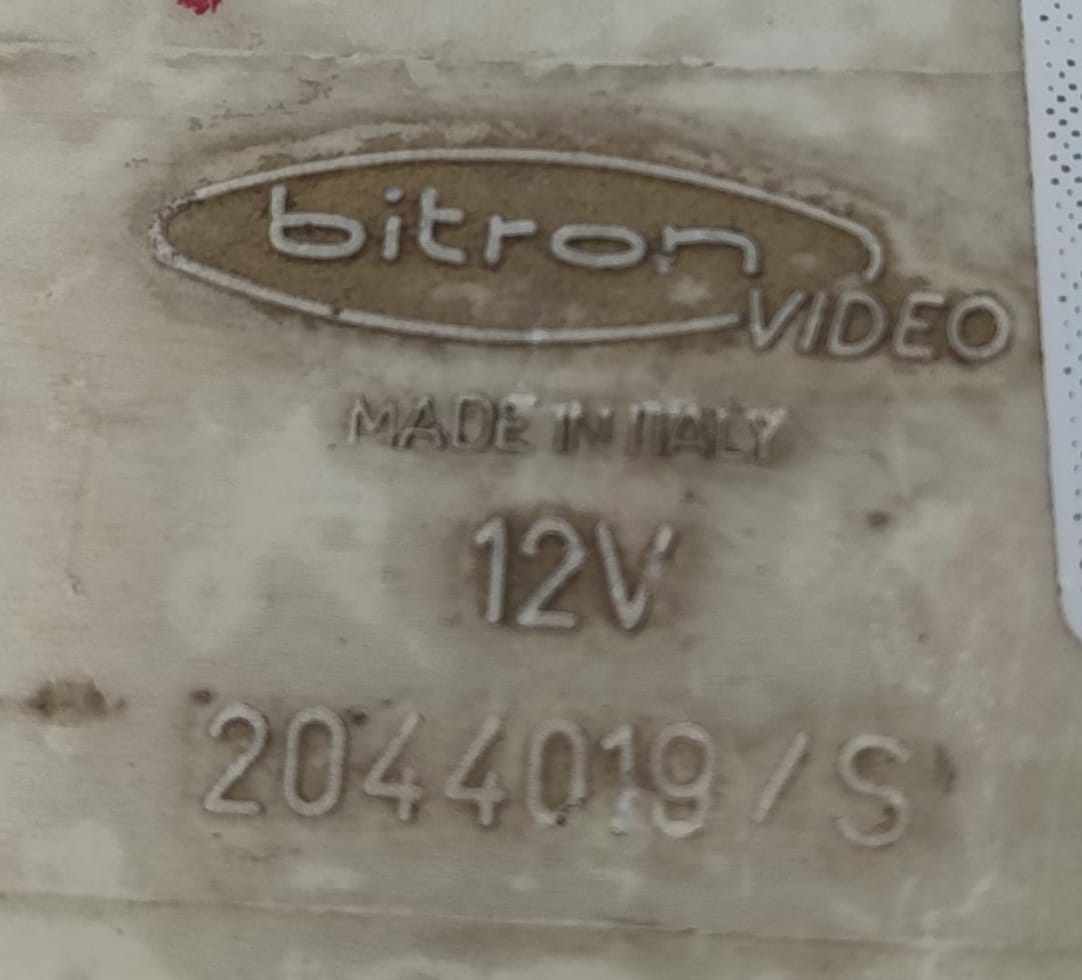 bitron
VIDEO
MADE IN ITALY
12V
2044019/S